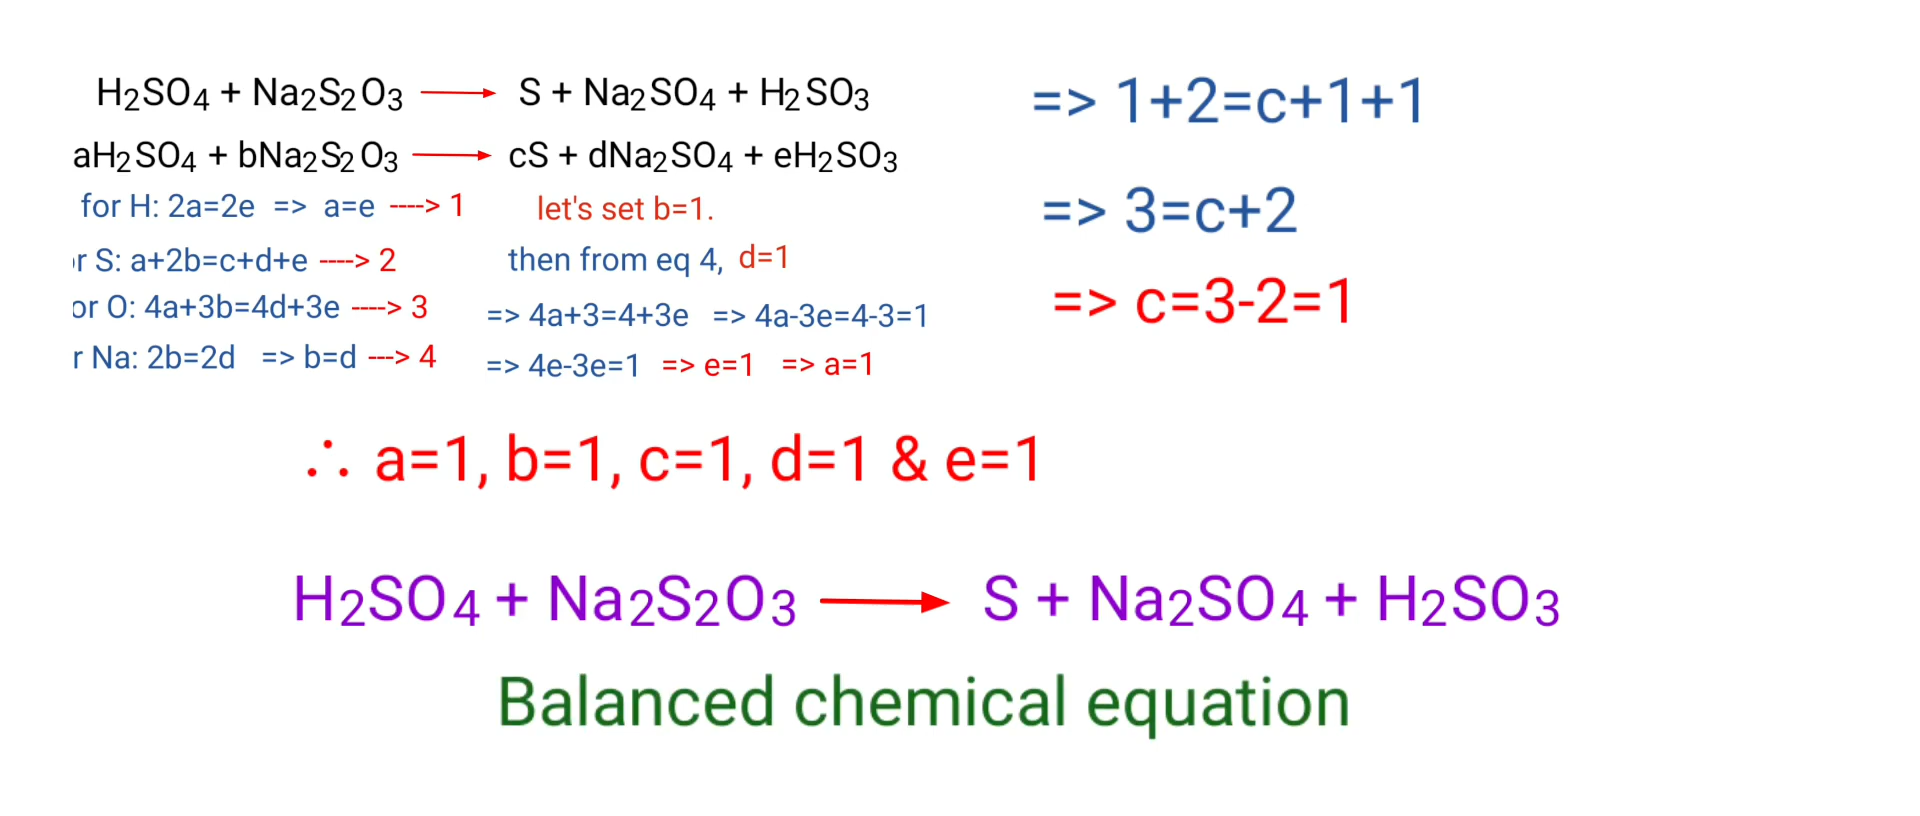 H2SO4 + Na2S2O3 → S + Na2SO4 + H2SO3
aH2SO4 + bNa2S2O3 → cS + dNa2SO4 + eH2SO3
for H: 2a=2e => a=e ----> 1
r S: a+2b=c+d+e ----> 2
or O: 4a+3b=4d+3e ----> 3
r Na: 2b=2d => b=d ---> 4
let's set b=1.
then from eq 4, d=1
=> 4a+3=4+3e => 4a-3e=4-3=1
=> 4e-3e=1 => e=1 => a=1
=> 1+2=c+1+1
=> 3=c+2
=> c=3-2=1
∴ a=1, b=1, c=1, d=1 & e=1
H2SO4 + Na2S2O3 → S + Na2SO4 + H2SO3
Balanced chemical equation